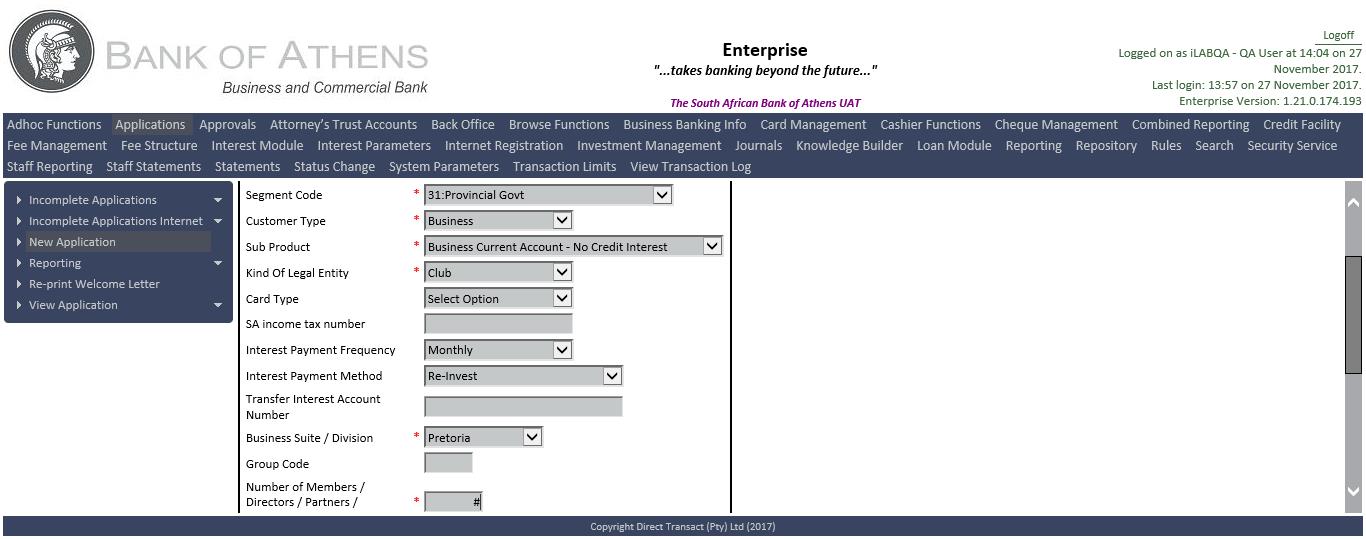 BANK OF ATHENS
Business and Commercial Bank
Enterprise
"...takes banking beyond the future..."
The South African Bank of Athens UAT
Logoff
Logged on as iLABQA - QA User at 14:04 on 27
November 2017.
Last login: 13:57 on 27 November 2017.
Enterprise Version: 1.21.0.174.193
Adhoc Functions Applications Approvals Attorney's Trust Accounts Back Office Browse Functions Business Banking Info Card Management Cashier Functions Cheque Management Combined Reporting Credit Facility
Fee Management Fee Structure Interest Module Interest Parameters Internet Registration Investment Management Journals Knowledge Builder Loan Module Reporting Repository Rules Search Security Service
Staff Reporting Staff Statements Statements Status Change System Parameters Transaction Limits View Transaction Log
Incomplete Applications
Incomplete Applications Internet
New Application
Reporting
Re-print Welcome Letter
View Application
Segment Code * 31:Provincial Govt
Customer Type * Business
Sub Product * Business Current Account - No Credit Interest
Kind Of Legal Entity * Club
Card Type Select Option
SA income tax number
Interest Payment Frequency Monthly
Interest Payment Method Re-Invest
Transfer Interest Account
Number
Business Suite / Division * Pretoria
Group Code
Number of Members /
Directors / Partners / * #
Copyright Direct Transact (Pty) Ltd (2017)